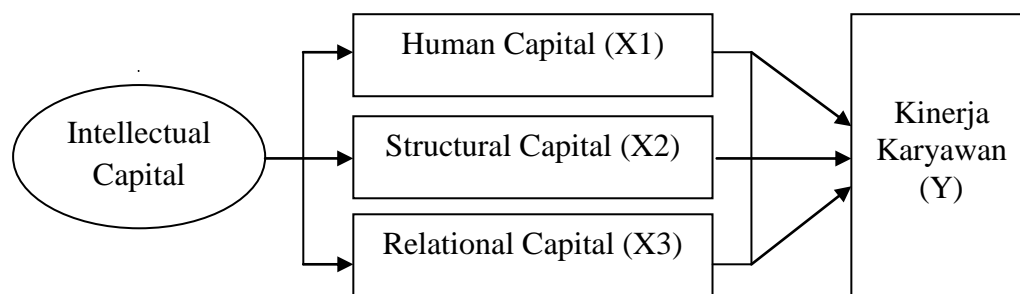 Intellectual
Capital
Human Capital (X1)
Structural Capital (X2)
Relational Capital (X3)
Kinerja
Karyawan
(Y)